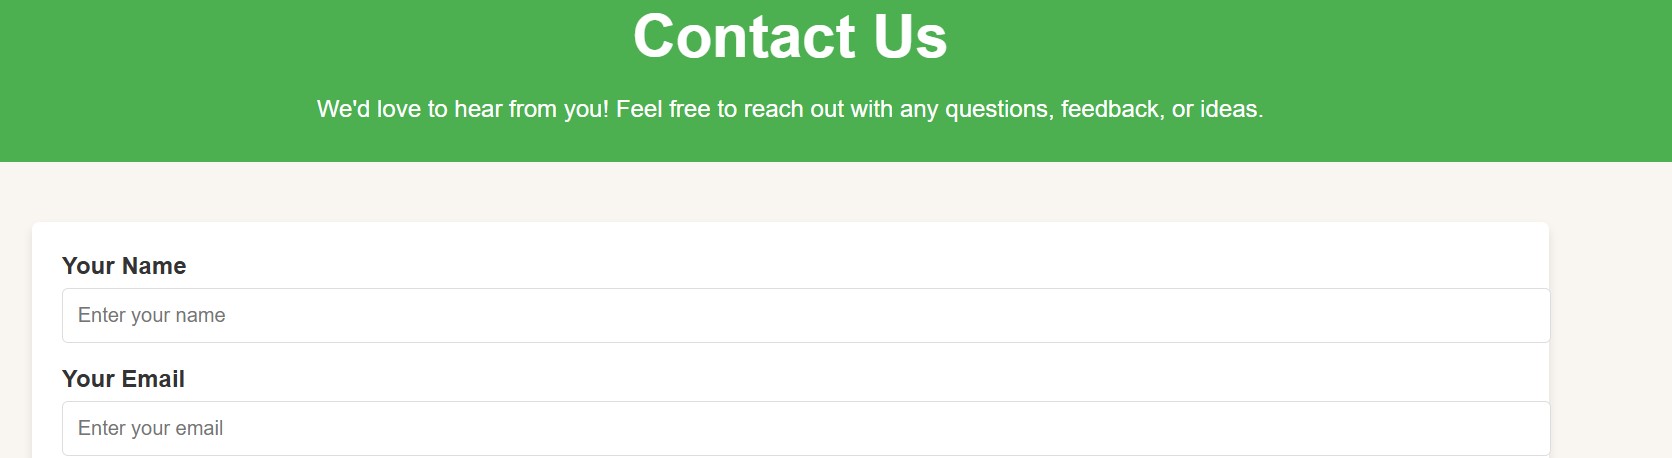 Contact Us
We'd love to hear from you! Feel free to reach out with any questions, feedback, or ideas.
Your Name
Enter your name
Your Email
Enter your email